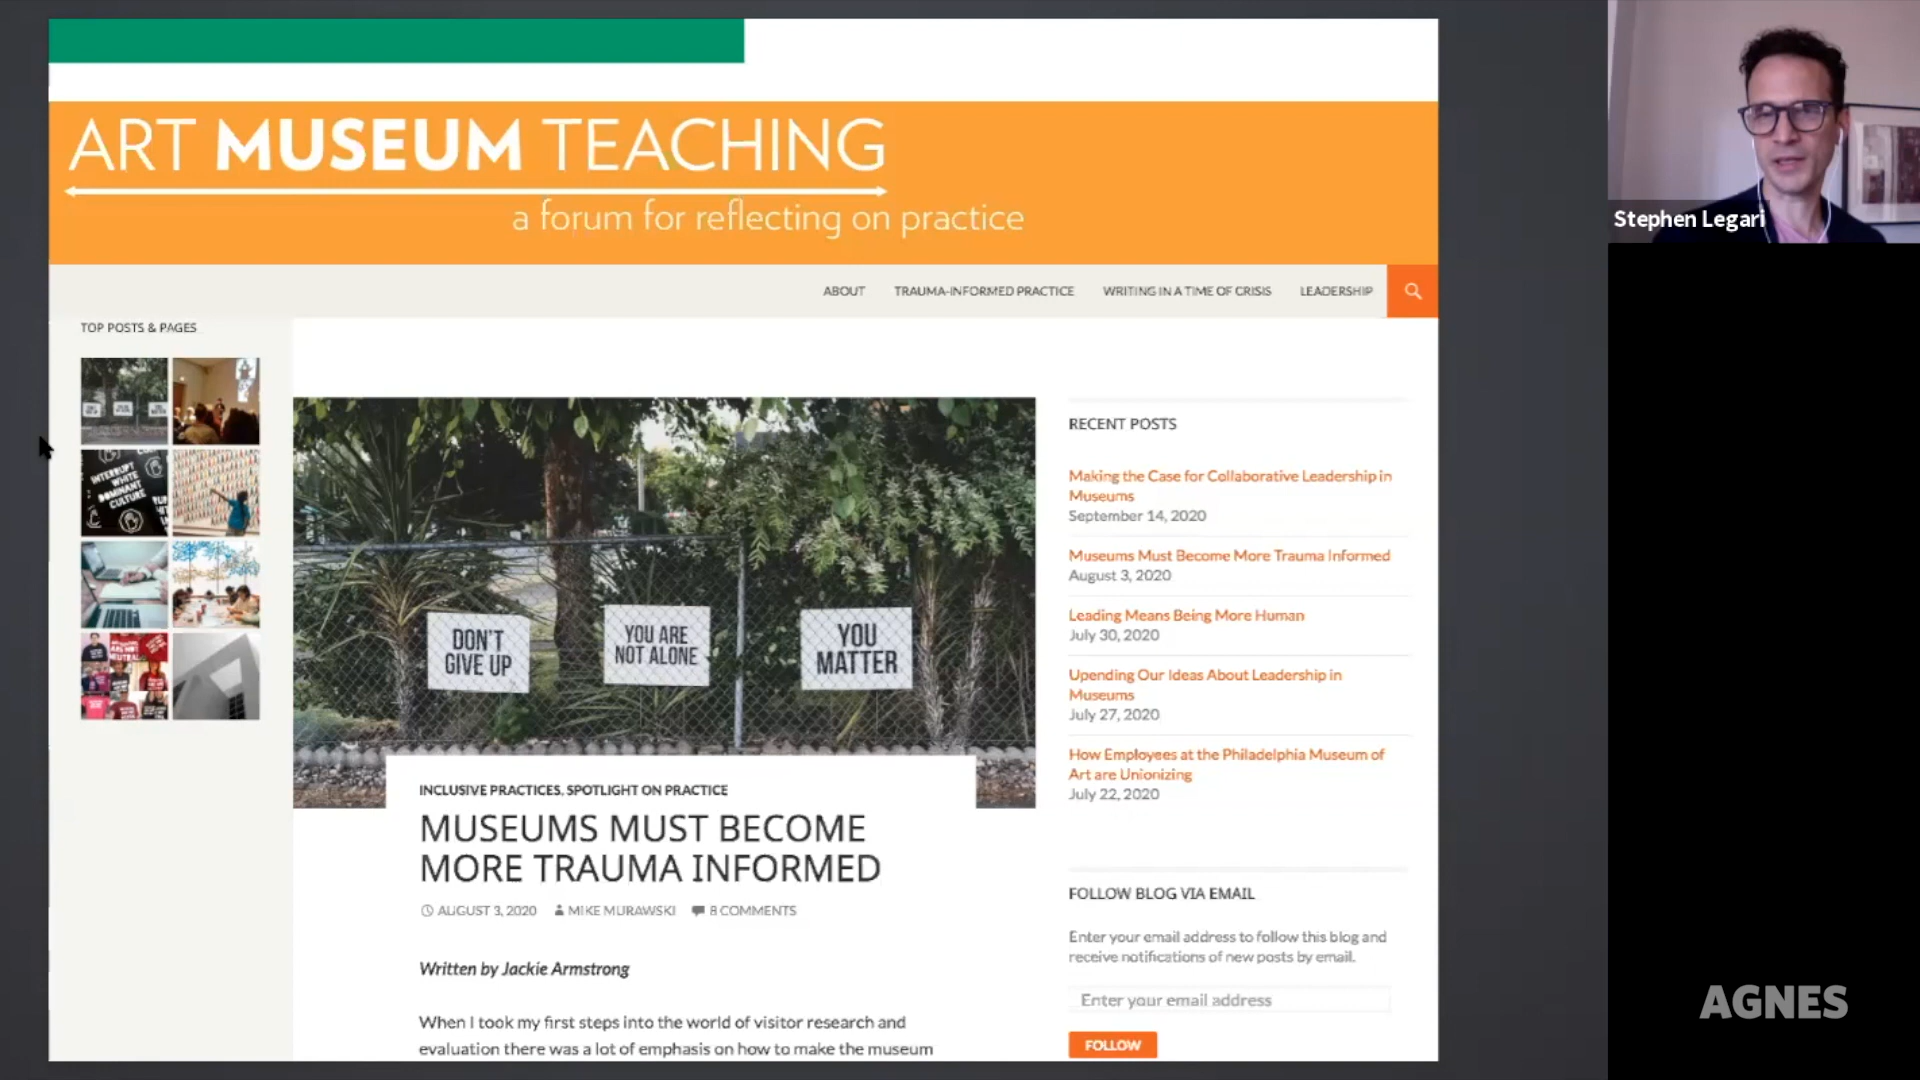 ART MUSEUM TEACHING
a forum for reflecting on practice
ABOUT
TRAUMA-INFORMED PRACTICE
WRITING IN A TIME OF CRISIS
LEADERSHIP
TOP POSTS & PAGES
INTERRUPT
WHITE
DOMINANT
CULTURE
DON'T
GIVE UP
YOU ARE
NOT ALONE
YOU
MATTER
INCLUSIVE PRACTICES, SPOTLIGHT ON PRACTICE
MUSEUMS MUST BECOME
MORE TRAUMA INFORMED
AUGUST 3, 2020
MIKE MURAWSKI
8 COMMENTS
Written by Jackie Armstrong
When I took my first steps into the world of visitor research and
evaluation there was a lot of emphasis on how to make the museum
RECENT POSTS
Making the Case for Collaborative Leadership in
Museums
September 14, 2020
Museums Must Become More Trauma Informed
August 3, 2020
Leading Means Being More Human
July 30, 2020
Upending Our Ideas About Leadership in
Museums
July 27, 2020
How Employees at the Philadelphia Museum of
Art are Unionizing
July 22, 2020
FOLLOW BLOG VIA EMAIL
Enter your email address to follow this blog and
receive notifications of new posts by email.
Enter your email address
FOLLOW
Stephen Legari
AGNES